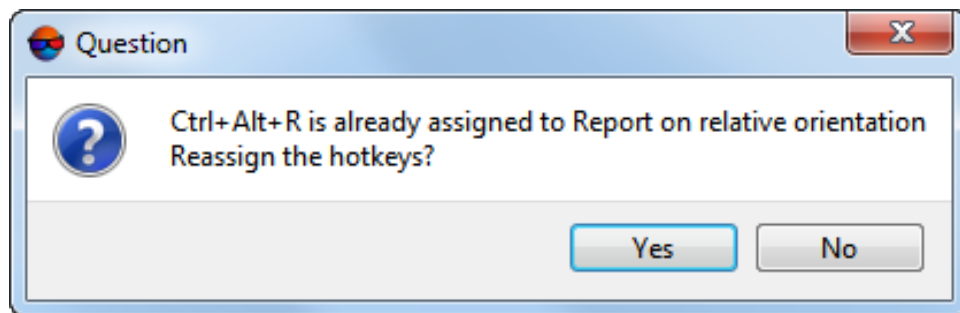 Question
Ctrl+Alt+R is already assigned to Report on relative orientation
Reassign the hotkeys?
Yes No